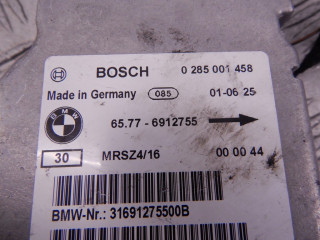 BOSCH 0 285 001 458
Made in Germany 085 01-06 25
BMW 65.77 - 6912755
30 MRSZ4/16 00 00 44
BMW-Nr.: 31691275500B